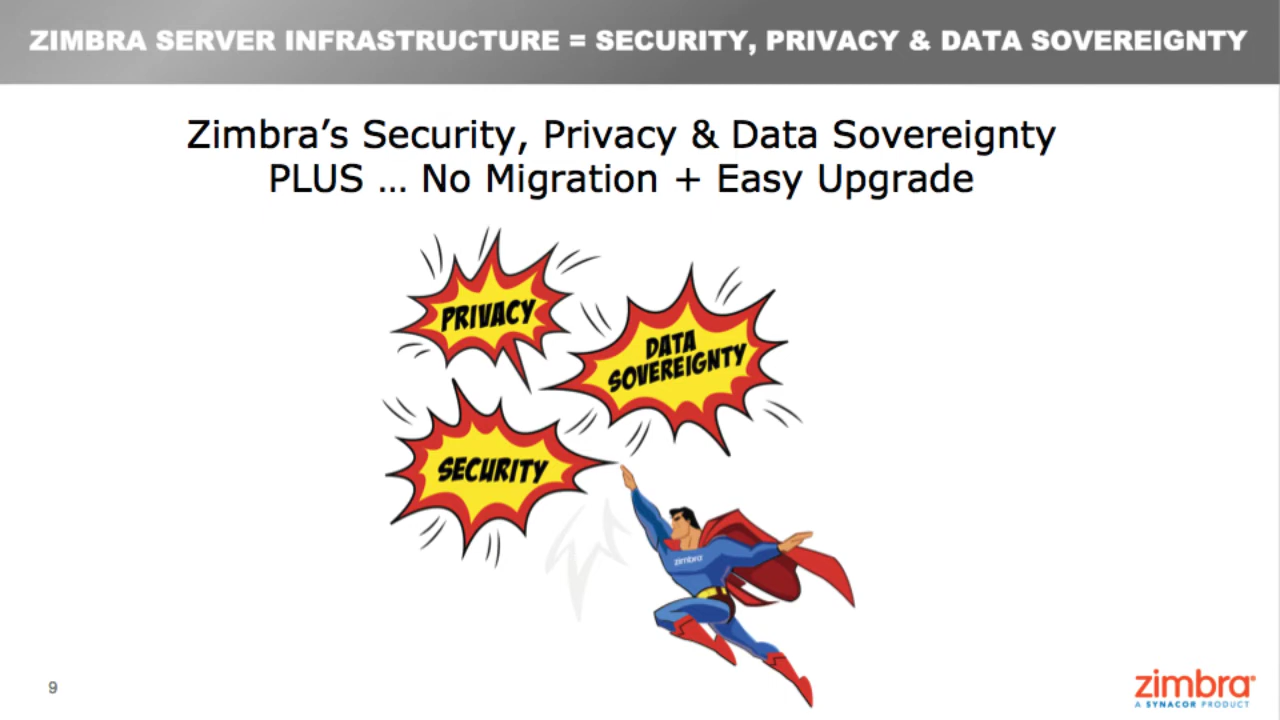 ZIMBRA SERVER INFRASTRUCTURE = SECURITY, PRIVACY & DATA SOVEREIGNTY
Zimbra’s Security, Privacy & Data Sovereignty
PLUS ... No Migration + Easy Upgrade
PRIVACY
DATA
SOVEREIGNTY
SECURITY
zimbra
9
zimbra®
A SYNACOR PRODUCT